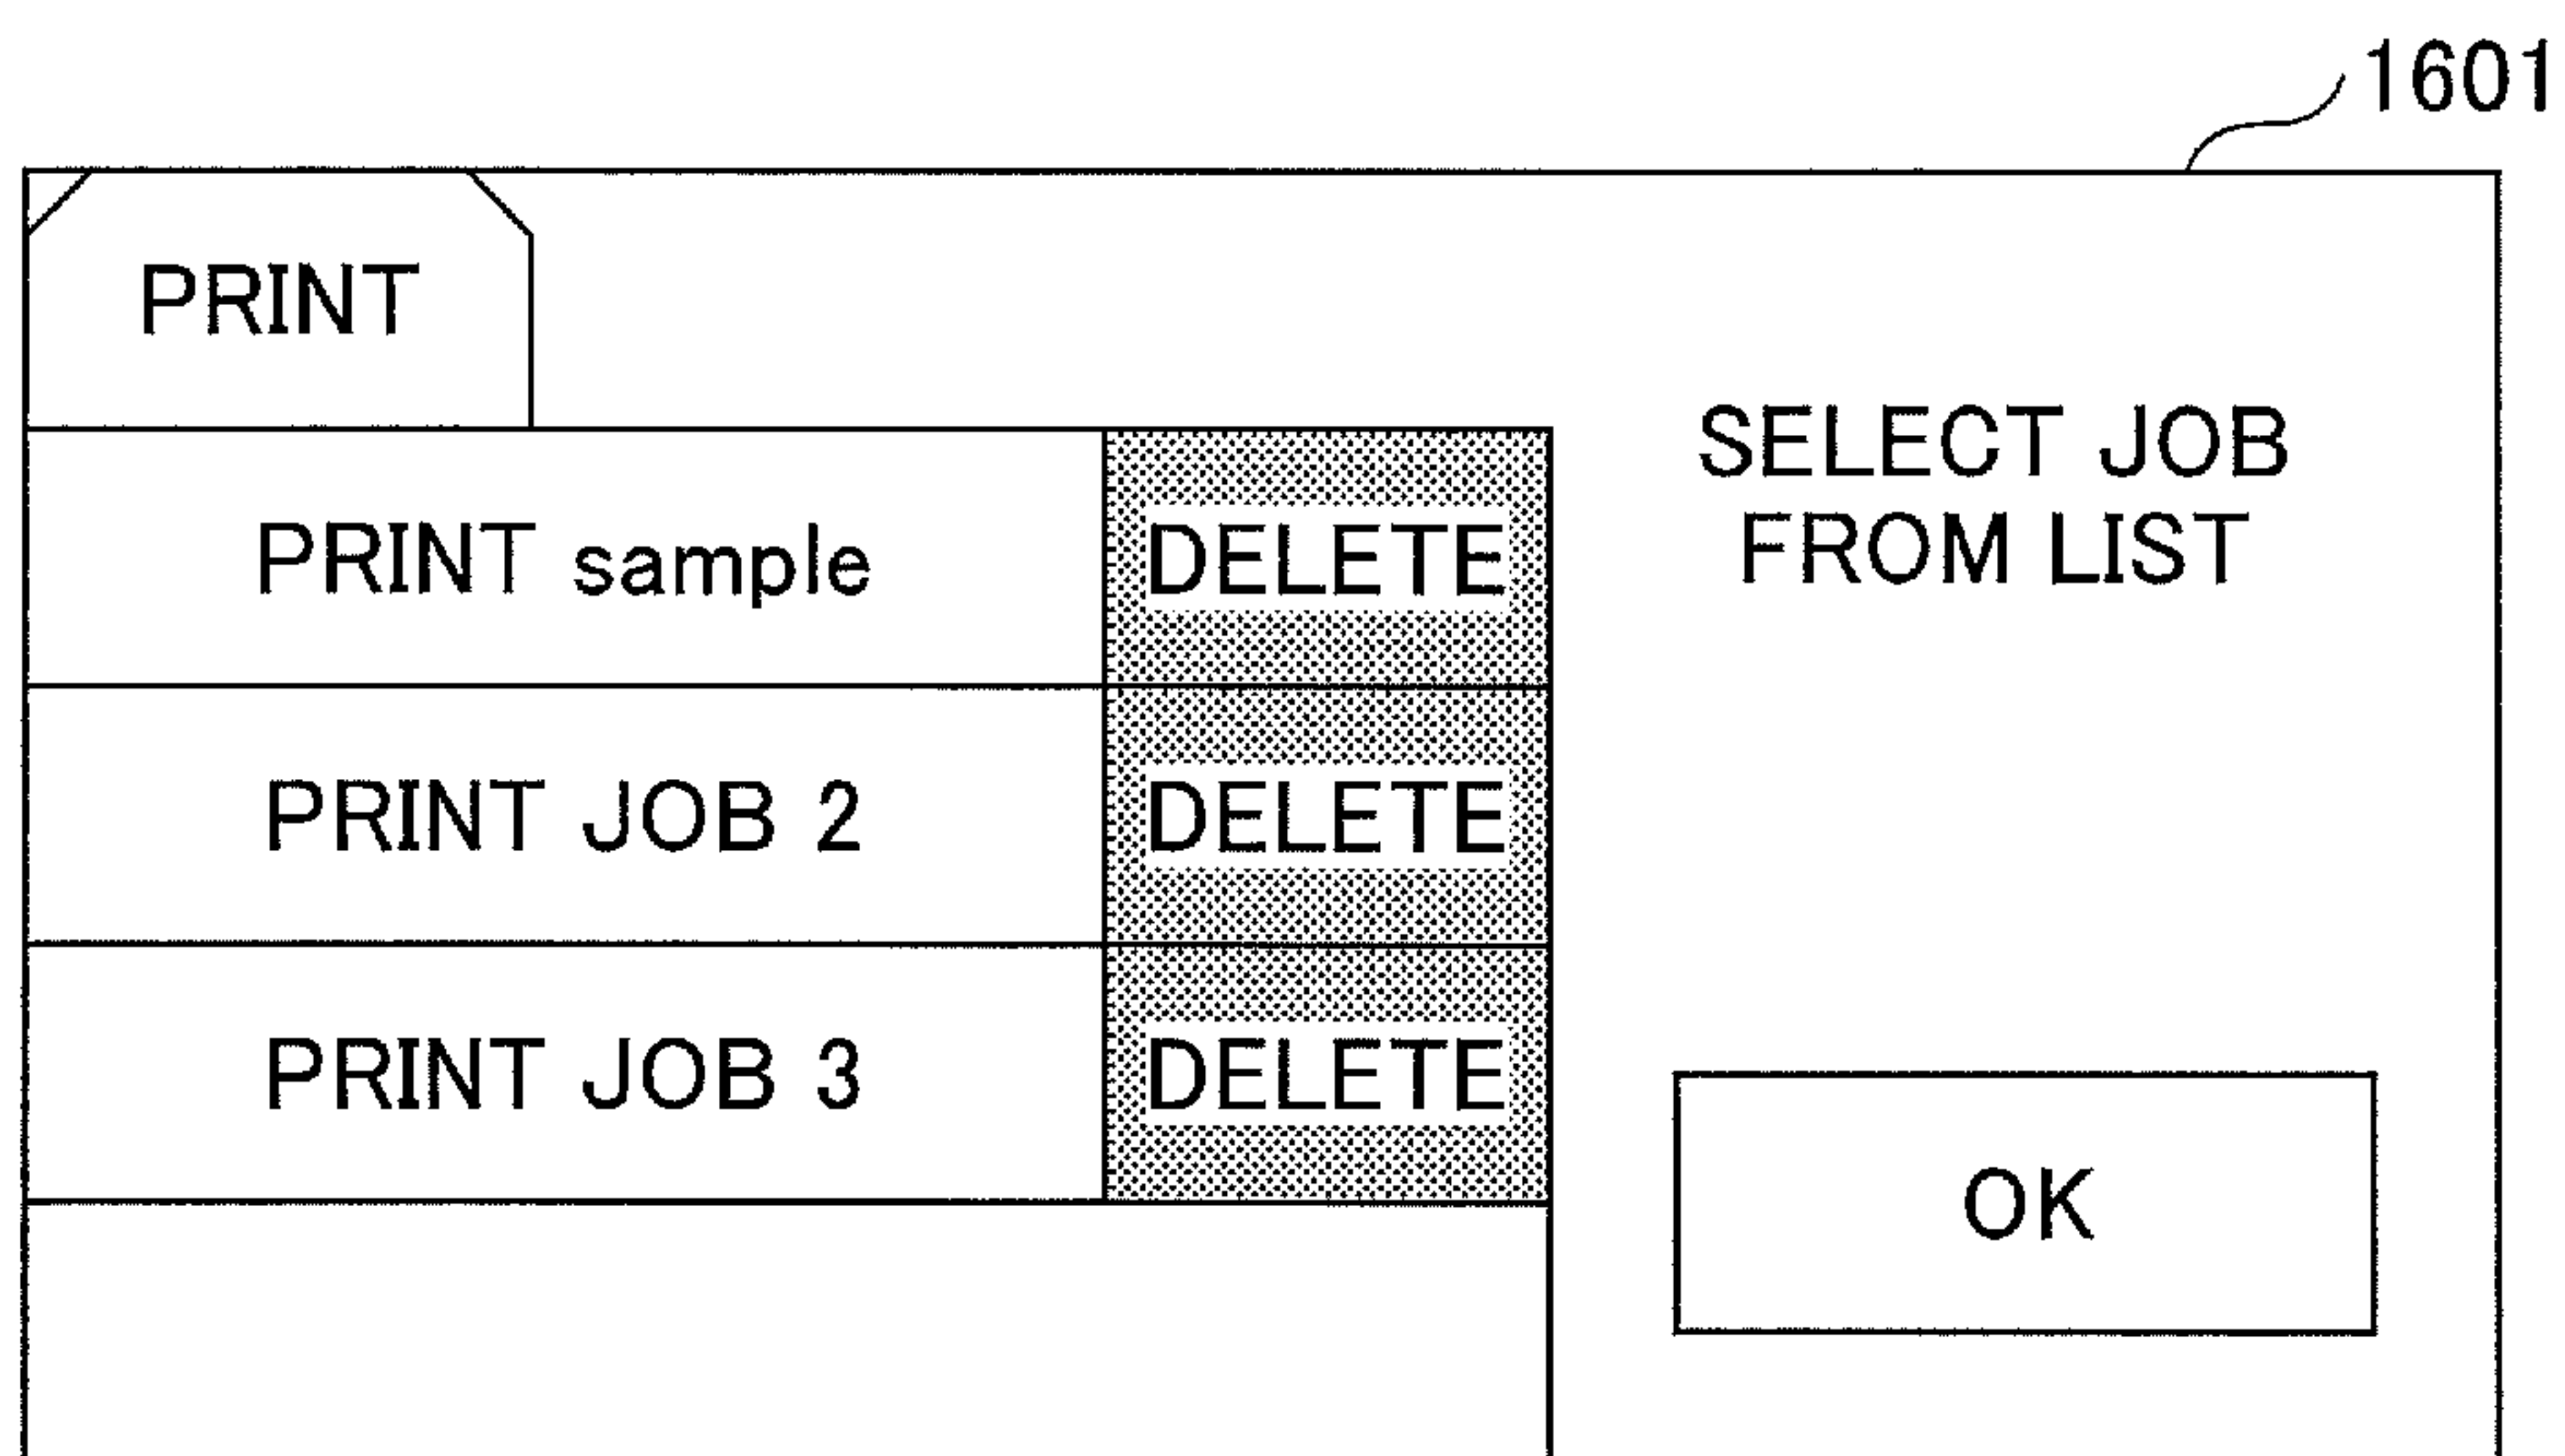 1601
PRINT
PRINT sample DELETE
SELECT JOB
FROM LIST
PRINT JOB 2 DELETE
PRINT JOB 3 DELETE
OK